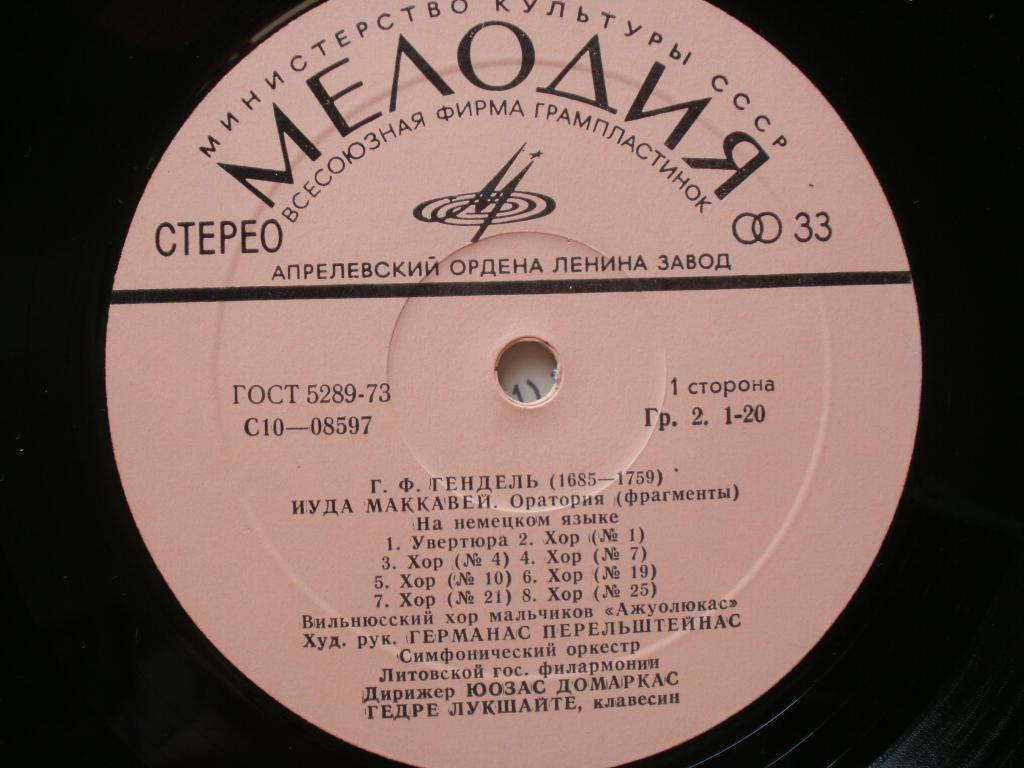 МИНИСТЕРСТВО КУЛЬТУРЫ СССР
МЕЛОДИЯ
ВСЕСОЮЗНАЯ ФИРМА ГРАМПЛАСТИНОК
СТЕРЕО
33
АПРЕЛЕВСКИЙ ОРДЕНА ЛЕНИНА ЗАВОД
ГОСТ 5289-73
1 сторона
С10—08597
Гр. 2. 1-20
Г. Ф. ГЕНДЕЛЬ (1685—1759)
ИУДА МАККАВЕЙ. Оратория (фрагменты)
На немецком языке
1. Увертюра 2. Хор (№ 1)
3. Хор (№ 4) 4. Хор (№ 7)
5. Хор (№ 10) 6. Хор (№ 19)
7. Хор (№ 21) 8. Хор (№ 25)
Вильнюсский хор мальчиков «Ажуолюкас»
Худ. рук. ГЕРМАНАС ПЕРЕЛЬШТЕЙНАС
Симфонический оркестр
Литовской гос. филармонии
Дирижер ЮОЗАС ДОМАРКАС
ГЕДРЕ ЛУКШАЙТЕ, клавесин